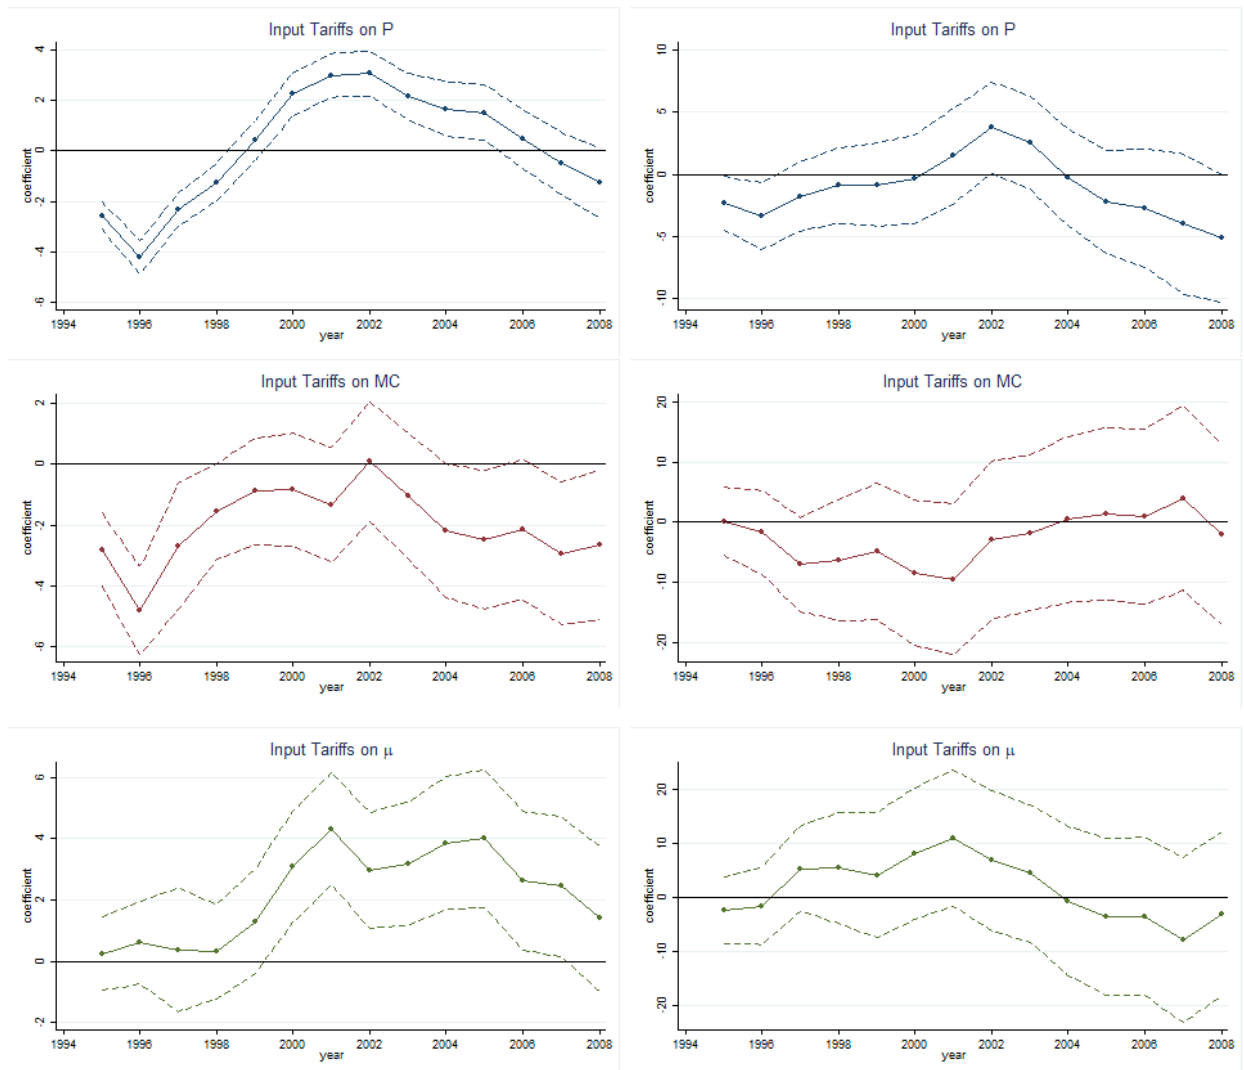 Input Tariffs on P
4
2
0
-2
-4
-6
coefficient
1994 1996 1998 2000 2002 2004 2006 2008
year
Input Tariffs on P
10
5
0
-5
-10
coefficient
1994 1996 1998 2000 2002 2004 2006 2008
year
Input Tariffs on MC
2
0
-2
-4
-6
coefficient
1994 1996 1998 2000 2002 2004 2006 2008
year
Input Tariffs on MC
20
10
0
-10
-20
coefficient
1994 1996 1998 2000 2002 2004 2006 2008
year
Input Tariffs on μ
6
4
2
0
-2
coefficient
1994 1996 1998 2000 2002 2004 2006 2008
year
Input Tariffs on μ
20
10
0
-10
-20
coefficient
1994 1996 1998 2000 2002 2004 2006 2008
year